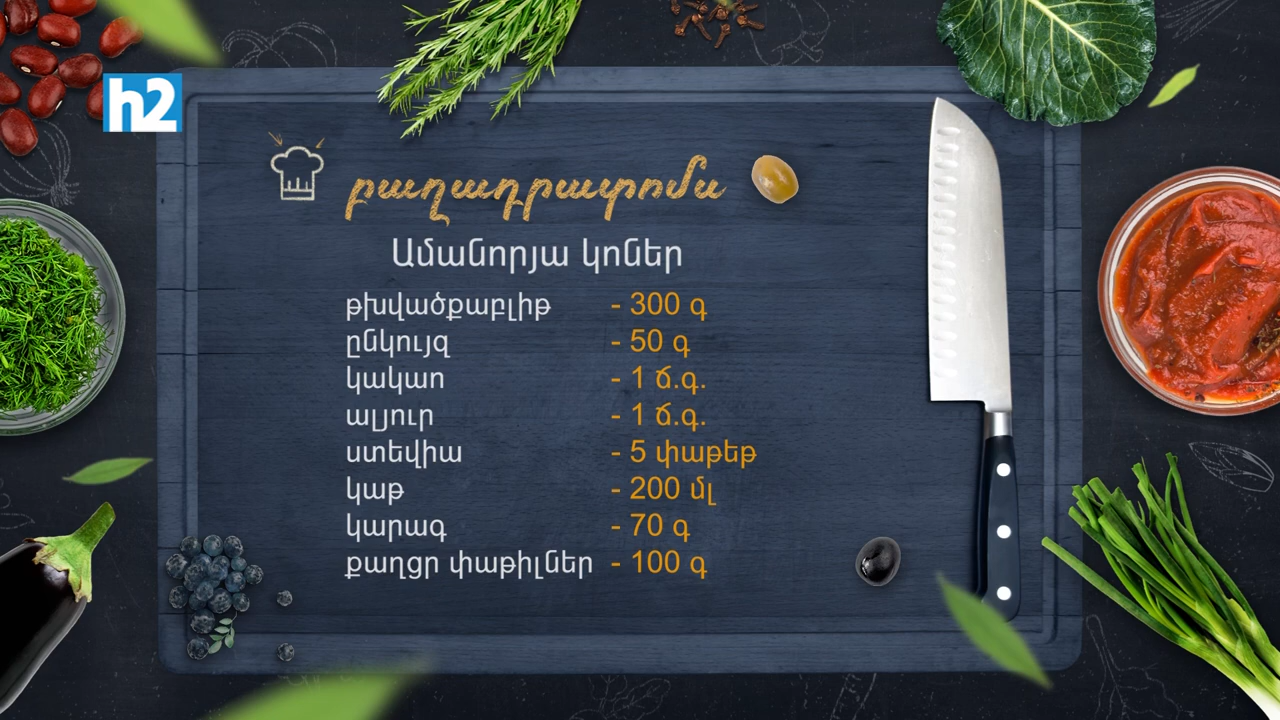 h2
բաղադրատոմս
Ամանորյա կոներ
թխվածքաբլիթ - 300 գ
ընկույզ - 50 գ
կակաո - 1 ճ.գ.
ալյուր - 1 ճ.գ.
ստեվիա - 5 փաթեթ
կաթ - 200 մլ
կարագ - 70 գ
քաղցր փաթիլներ - 100 գ